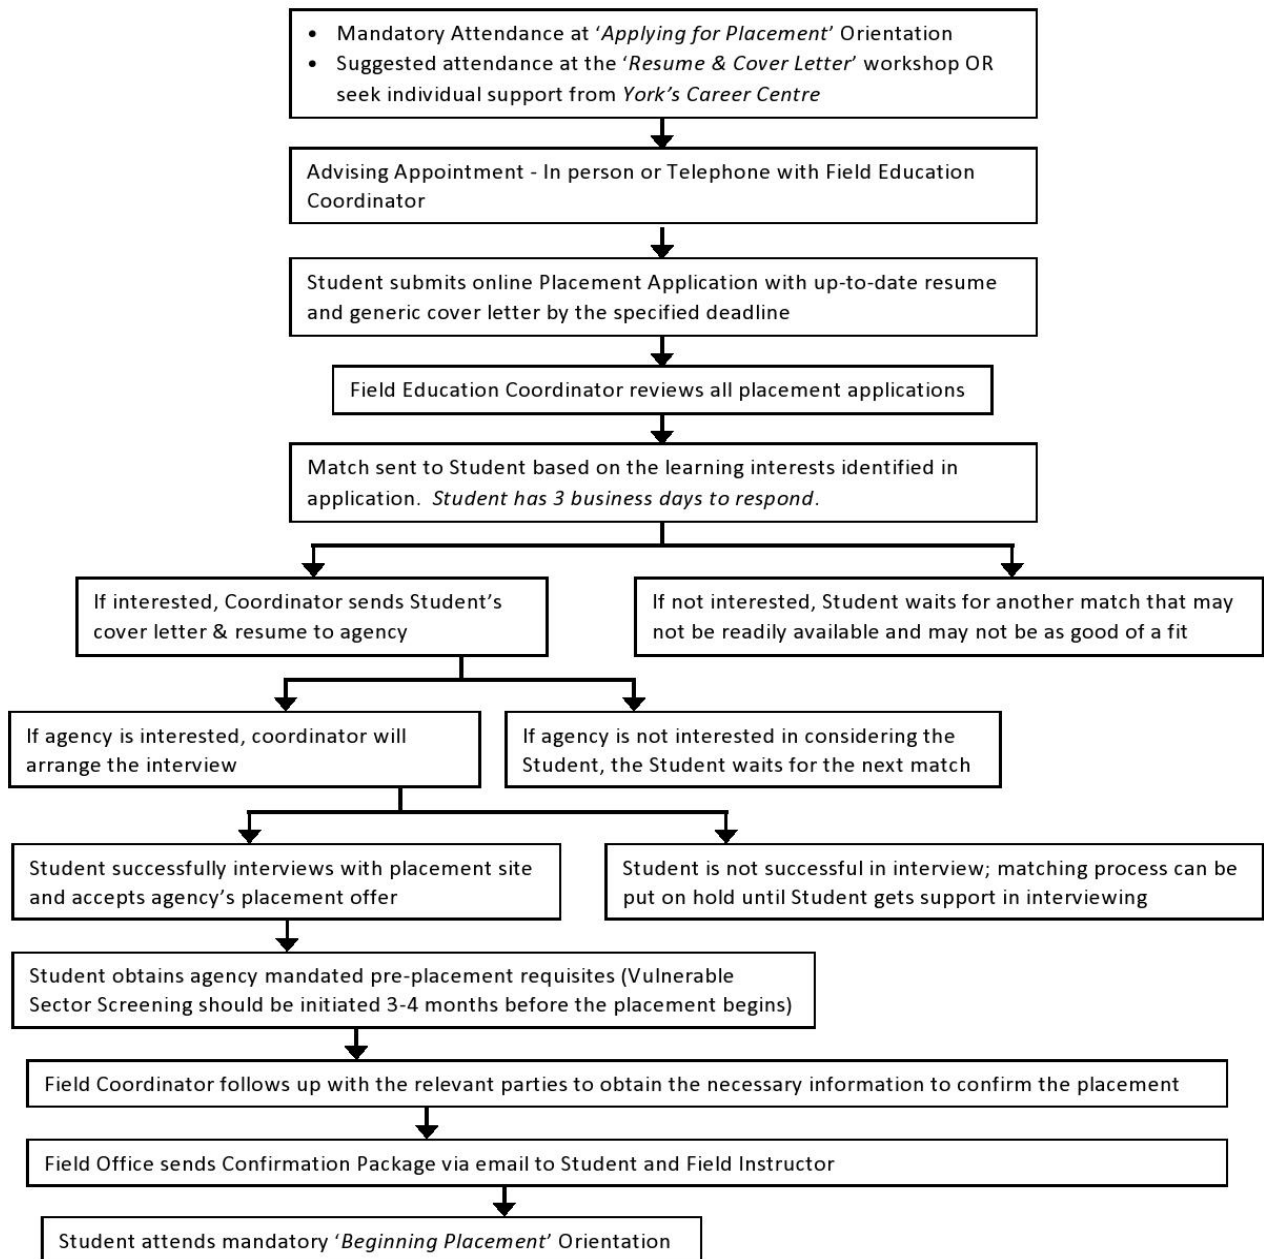 • Mandatory Attendance at ‘Applying for Placement’ Orientation
• Suggested attendance at the ‘Resume & Cover Letter’ workshop OR
seek individual support from York’s Career Centre
Advising Appointment - In person or Telephone with Field Education
Coordinator
Student submits online Placement Application with up-to-date resume
and generic cover letter by the specified deadline
Field Education Coordinator reviews all placement applications
Match sent to Student based on the learning interests identified in
application. Student has 3 business days to respond.
If interested, Coordinator sends Student’s
cover letter & resume to agency
If not interested, Student waits for another match that may
not be readily available and may not be as good of a fit
If agency is interested, coordinator will
arrange the interview
If agency is not interested in considering the
Student, the Student waits for the next match
Student successfully interviews with placement site
and accepts agency’s placement offer
Student is not successful in interview; matching process can be
put on hold until Student gets support in interviewing
Student obtains agency mandated pre-placement requisites (Vulnerable
Sector Screening should be initiated 3-4 months before the placement begins)
Field Coordinator follows up with the relevant parties to obtain the necessary information to confirm the placement
Field Office sends Confirmation Package via email to Student and Field Instructor
Student attends mandatory ‘Beginning Placement’ Orientation